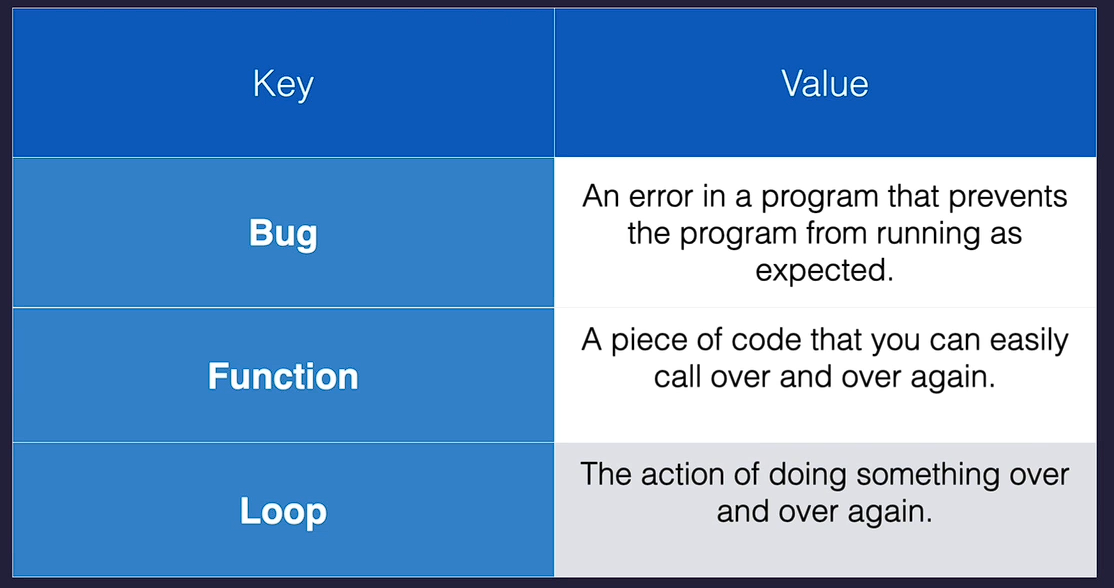 Key
Value
Bug
An error in a program that prevents
the program from running as
expected.
Function
A piece of code that you can easily
call over and over again.
Loop
The action of doing something over
and over again.